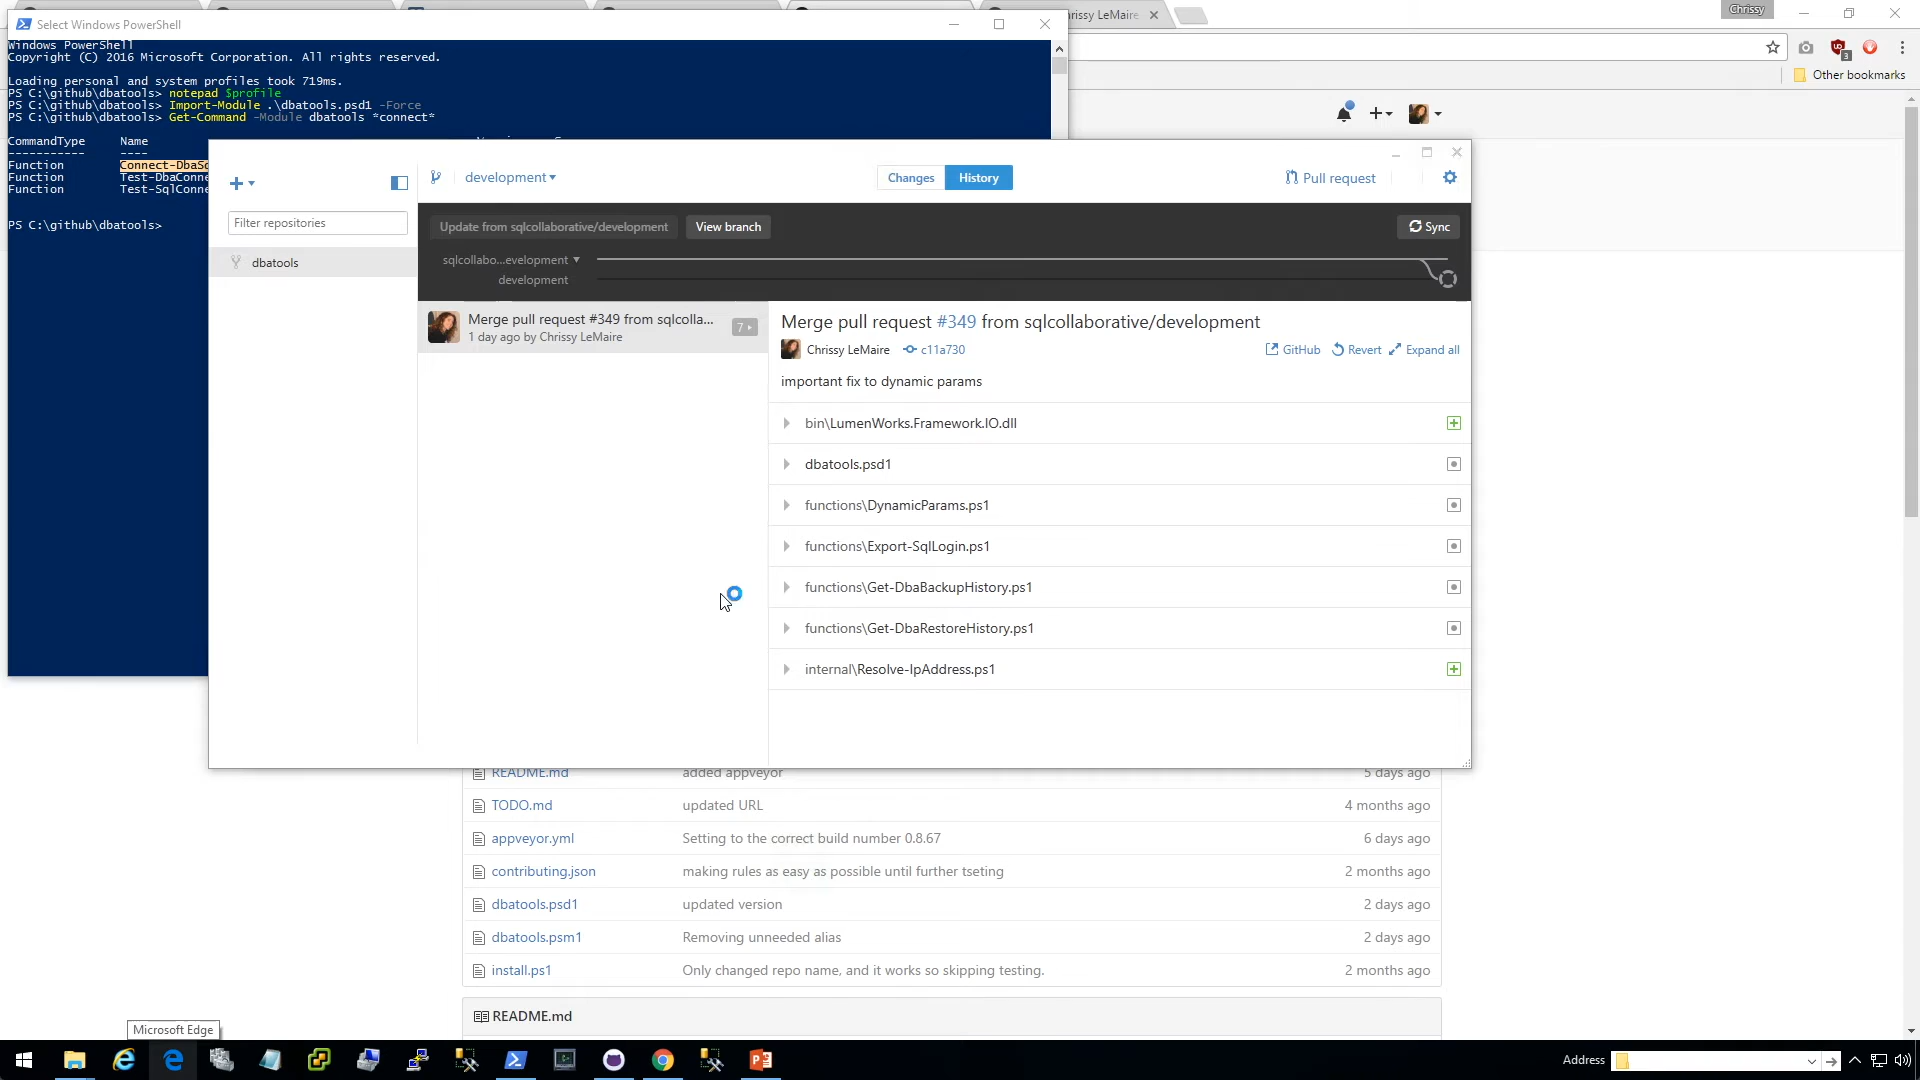 Select Windows PowerShell
Chrissy LeMaire
Chrissy
Windows PowerShell
Copyright (C) 2016 Microsoft Corporation. All rights reserved.
Other bookmarks
Loading personal and system profiles took 719ms.
PS C:\github\dbatools> notepad $profile
PS C:\github\dbatools> Import-Module .\dbatools.psd1 -Force
PS C:\github\dbatools> Get-Command -Module dbatools *connect*
CommandType Name
Function Connect-DbaSq
Function Test-DbaConne
Function Test-SqlConne
PS C:\github\dbatools>
development
Changes
History
Pull request
Filter repositories
dbatools
Update from sqlcollaborative/development
View branch
Sync
sqlcollabo...evelopment
development
Merge pull request #349 from sqlcolla...
1 day ago by Chrissy LeMaire
7
Merge pull request #349 from sqlcollaborative/development
Chrissy LeMaire c11a730
GitHub Revert Expand all
important fix to dynamic params
bin\LumenWorks.Framework.IO.dll
dbatools.psd1
functions\DynamicParams.ps1
functions\Export-SqlLogin.ps1
functions\Get-DbaBackupHistory.ps1
functions\Get-DbaRestoreHistory.ps1
internal\Resolve-IpAddress.ps1
README.md added appveyor 5 days ago
TODO.md updated URL 4 months ago
appveyor.yml Setting to the correct build number 0.8.67 6 days ago
contributing.json making rules as easy as possible until further tseting 2 months ago
dbatools.psd1 updated version 2 days ago
dbatools.psm1 Removing unneeded alias 2 days ago
install.ps1 Only changed repo name, and it works so skipping testing. 2 months ago
README.md
Microsoft Edge
Address